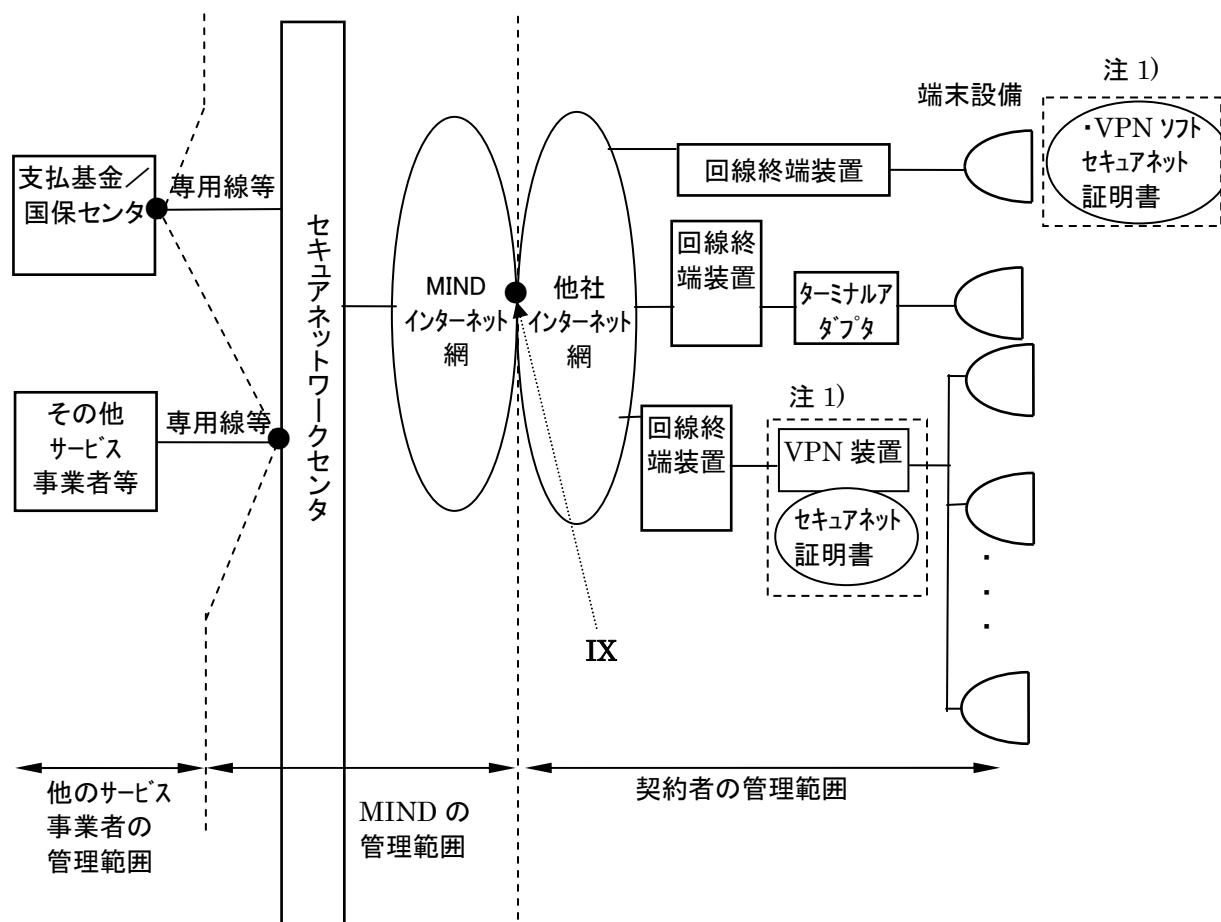 注 1)
端末設備
・VPN ソフト
セキュアネット
証明書
支払基金／
国保センタ
専用線等
回線終端装置
セキュアネットワークセンタ
MIND
インターネット
網
他社
インターネット
網
回線終
端装置
ターミナルア
ダプタ
その他
サービス
事業者等
専用線等
注 1)
回線終
端装置
VPN 装置
セキュアネット
証明書
・
・
・
IX
他のサービス
事業者の
管理範囲
MIND の
管理範囲
契約者の管理範囲